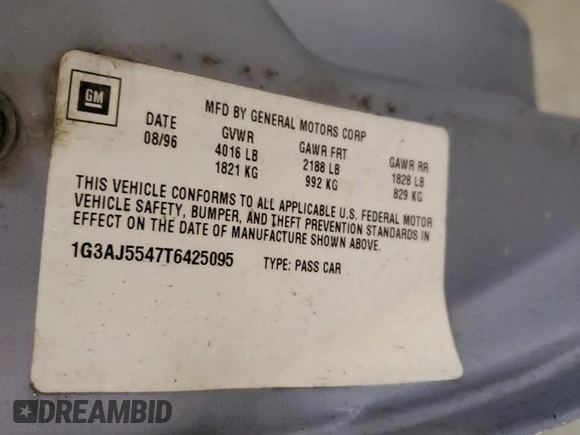 GM
MFD BY GENERAL MOTORS CORP
DATE GVWR GAWR FRT GAWR RR
08/96 4016 LB 2188 LB 1828 LB
1821 KG 992 KG 829 KG
THIS VEHICLE CONFORMS TO ALL APPLICABLE U.S. FEDERAL MOTOR
VEHICLE SAFETY, BUMPER, AND THEFT PREVENTION STANDARDS IN
EFFECT ON THE DATE OF MANUFACTURE SHOWN ABOVE.
1G3AJ5547T6425095 TYPE: PASS CAR
DREAMBID